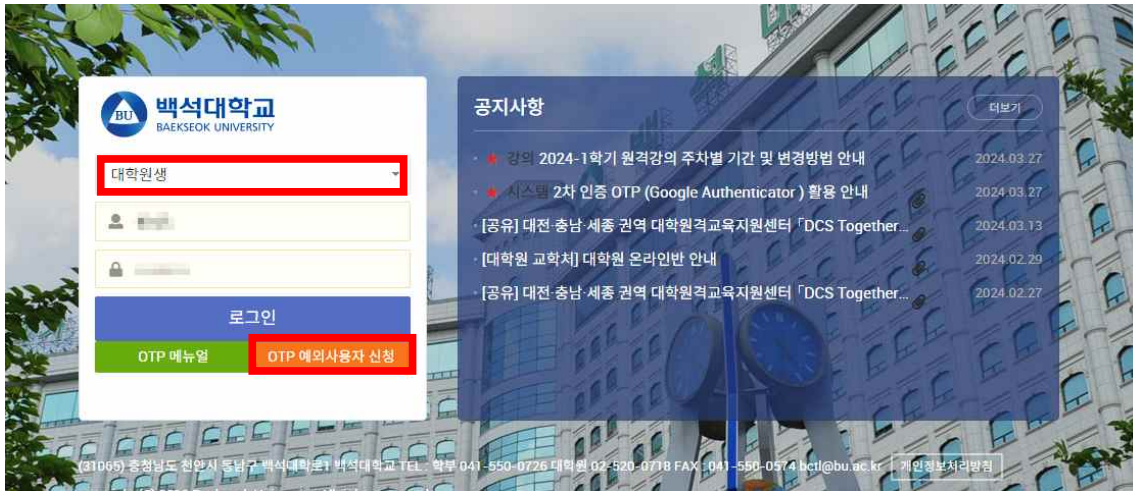 BU 백석대학교
BAEKSEOK UNIVERSITY
대학원생
로그인
OTP 메뉴얼
OTP 예외사용자 신청
공지사항
더보기
· ★ 강의 2024-1학기 원격강의 주차별 기간 및 변경방법 안내 2024.03.27
· ★ 시스템 2차 인증 OTP (Google Authenticator ) 활용 안내 2024.03.27
· [공유] 대전·충남·세종 권역 대학원격교육지원센터「DCS Together... 2024.03.13
· [대학원 교학처] 대학원 온라인반 안내 2024.02.29
· [공유] 대전·충남·세종 권역 대학원격교육지원센터「DCS Together... 2024.02.27
(31065) 충청남도 천안시 동남구 백석대학로1 백석대학교 TEL : 학부 041-550-0726 대학원 02-520-0718 FAX : 041-550-0574 bctl@bu.ac.kr 개인정보처리방침